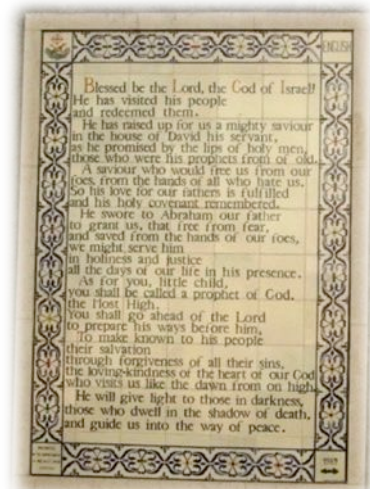 ENGLISH
Blessed be the Lord, the God of Israel!
He has visited his people
and redeemed them.
He has raised up for us a mighty saviour
in the house of David his servant,
as he promised by the lips of holy men,
those who were his prophets from of old.
A saviour who would free us from our
foes, from the hands of all who hate us.
So his love for our fathers is fulfilled
and his holy covenant remembered.
He swore to Abraham our father
to grant us, that free from fear,
and saved from the hands of our foes,
we might serve him
in holiness and justice
all the days of our life in his presence.
As for you, little child,
you shall be called a prophet of God,
the Most High.
You shall go ahead of the Lord
to prepare his ways before him,
To make known to his people
their salvation
through forgiveness of all their sins,
the loving-kindness of the heart of our God
who visits us like the dawn from on high.
He will give light to those in darkness,
those who dwell in the shadow of death,
and guide us into the way of peace.